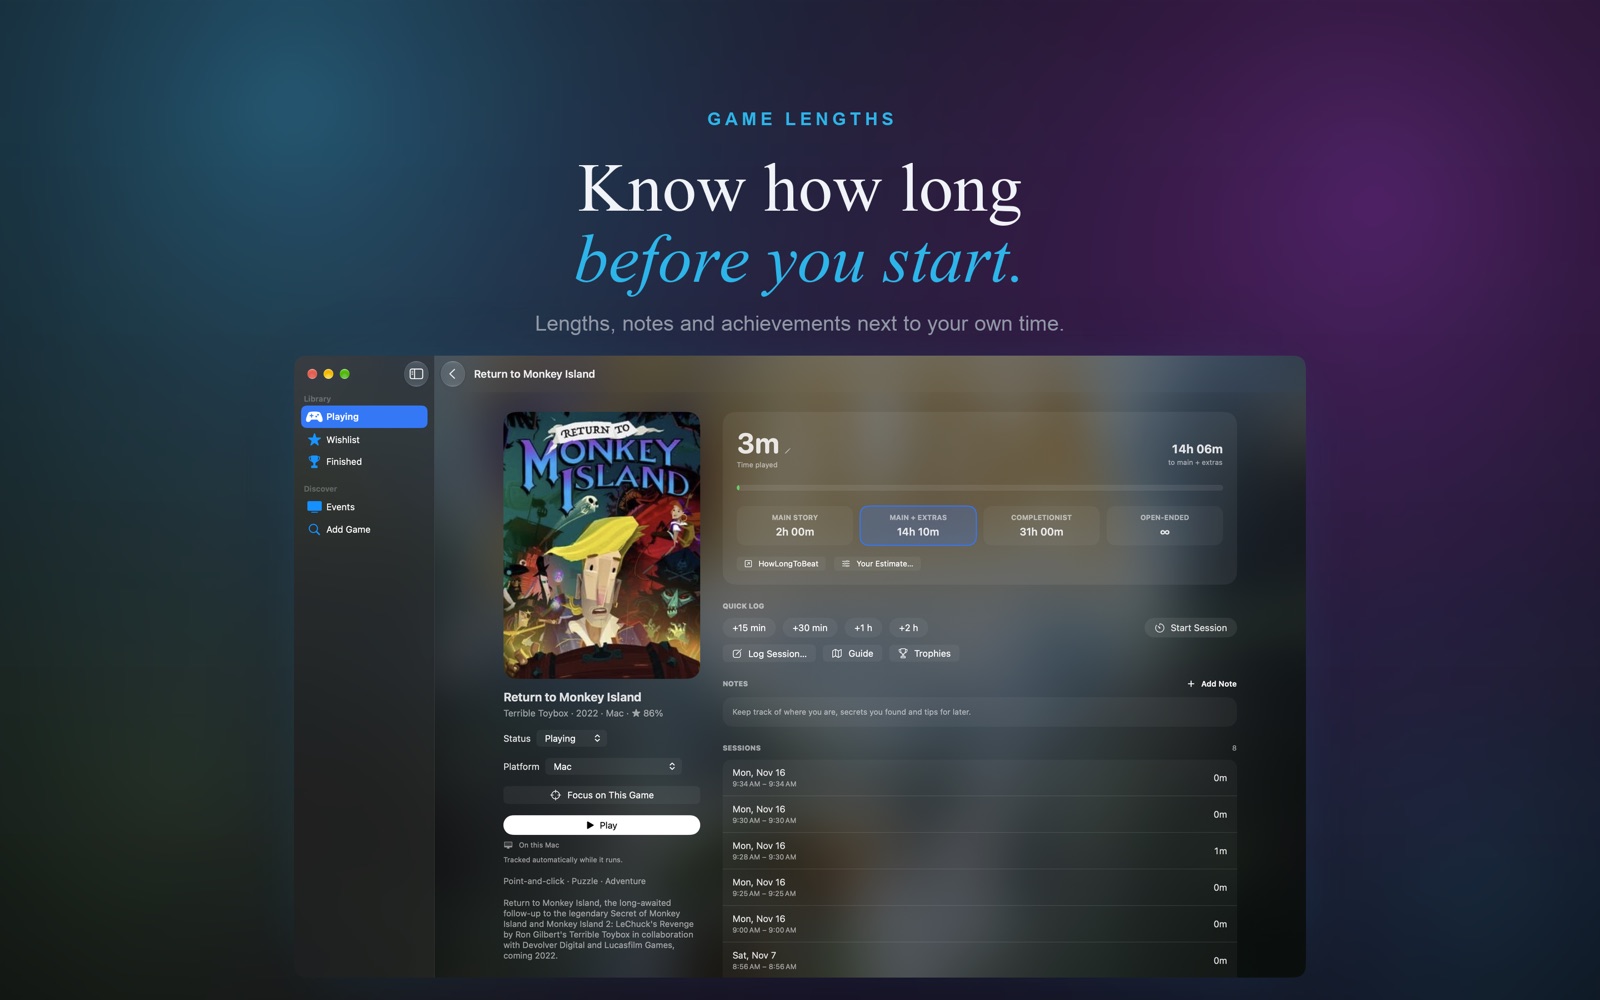 GAME LENGTHS
Know how long
before you start.
Lengths, notes and achievements next to your own time.
Return to Monkey Island
Library
Playing
Wishlist
Finished
Discover
Events
Add Game
RETURN TO
MONKEY
ISLAND
Return to Monkey Island
Terrible Toybox · 2022 · Mac · ★ 86%
Status Playing
Platform Mac
Focus on This Game
Play
On this Mac
Tracked automatically while it runs.
Point-and-click · Puzzle · Adventure
Return to Monkey Island, the long-awaited
follow-up to the legendary Secret of Monkey
Island and Monkey Island 2: LeChuck's Revenge
by Ron Gilbert's Terrible Toybox in collaboration
with Devolver Digital and Lucasfilm Games,
coming 2022.
3m
Time played
14h 06m
to main + extras
MAIN STORY
2h 00m
MAIN + EXTRAS
14h 10m
COMPLETIONIST
31h 00m
OPEN-ENDED
∞
HowLongToBeat
Your Estimate...
QUICK LOG
+15 min
+30 min
+1 h
+2 h
Start Session
Log Session...
Guide
Trophies
NOTES
+ Add Note
Keep track of where you are, secrets you found and tips for later.
SESSIONS
8
Mon, Nov 16
9:34 AM – 9:34 AM
0m
Mon, Nov 16
9:30 AM – 9:30 AM
0m
Mon, Nov 16
9:28 AM – 9:30 AM
1m
Mon, Nov 16
9:25 AM – 9:25 AM
0m
Mon, Nov 16
9:00 AM – 9:00 AM
0m
Sat, Nov 7
8:56 AM – 8:56 AM
0m